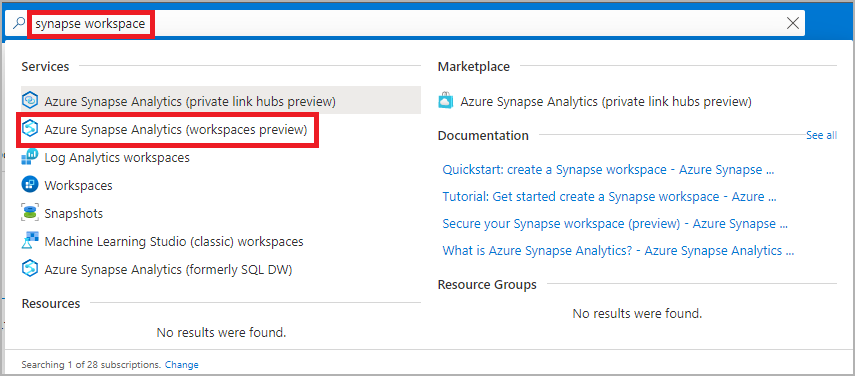 synapse workspace
Services
Azure Synapse Analytics (private link hubs preview)
Azure Synapse Analytics (workspaces preview)
Log Analytics workspaces
Workspaces
Snapshots
Machine Learning Studio (classic) workspaces
Azure Synapse Analytics (formerly SQL DW)
Resources
No results were found.
Marketplace
Azure Synapse Analytics (private link hubs preview)
Documentation
See all
Quickstart: create a Synapse workspace - Azure Synapse ...
Tutorial: Get started create a Synapse workspace - Azure ...
Secure your Synapse workspace (preview) - Azure Synapse ...
What is Azure Synapse Analytics? - Azure Synapse Analytics ...
Resource Groups
No results were found.
Searching 1 of 28 subscriptions. Change